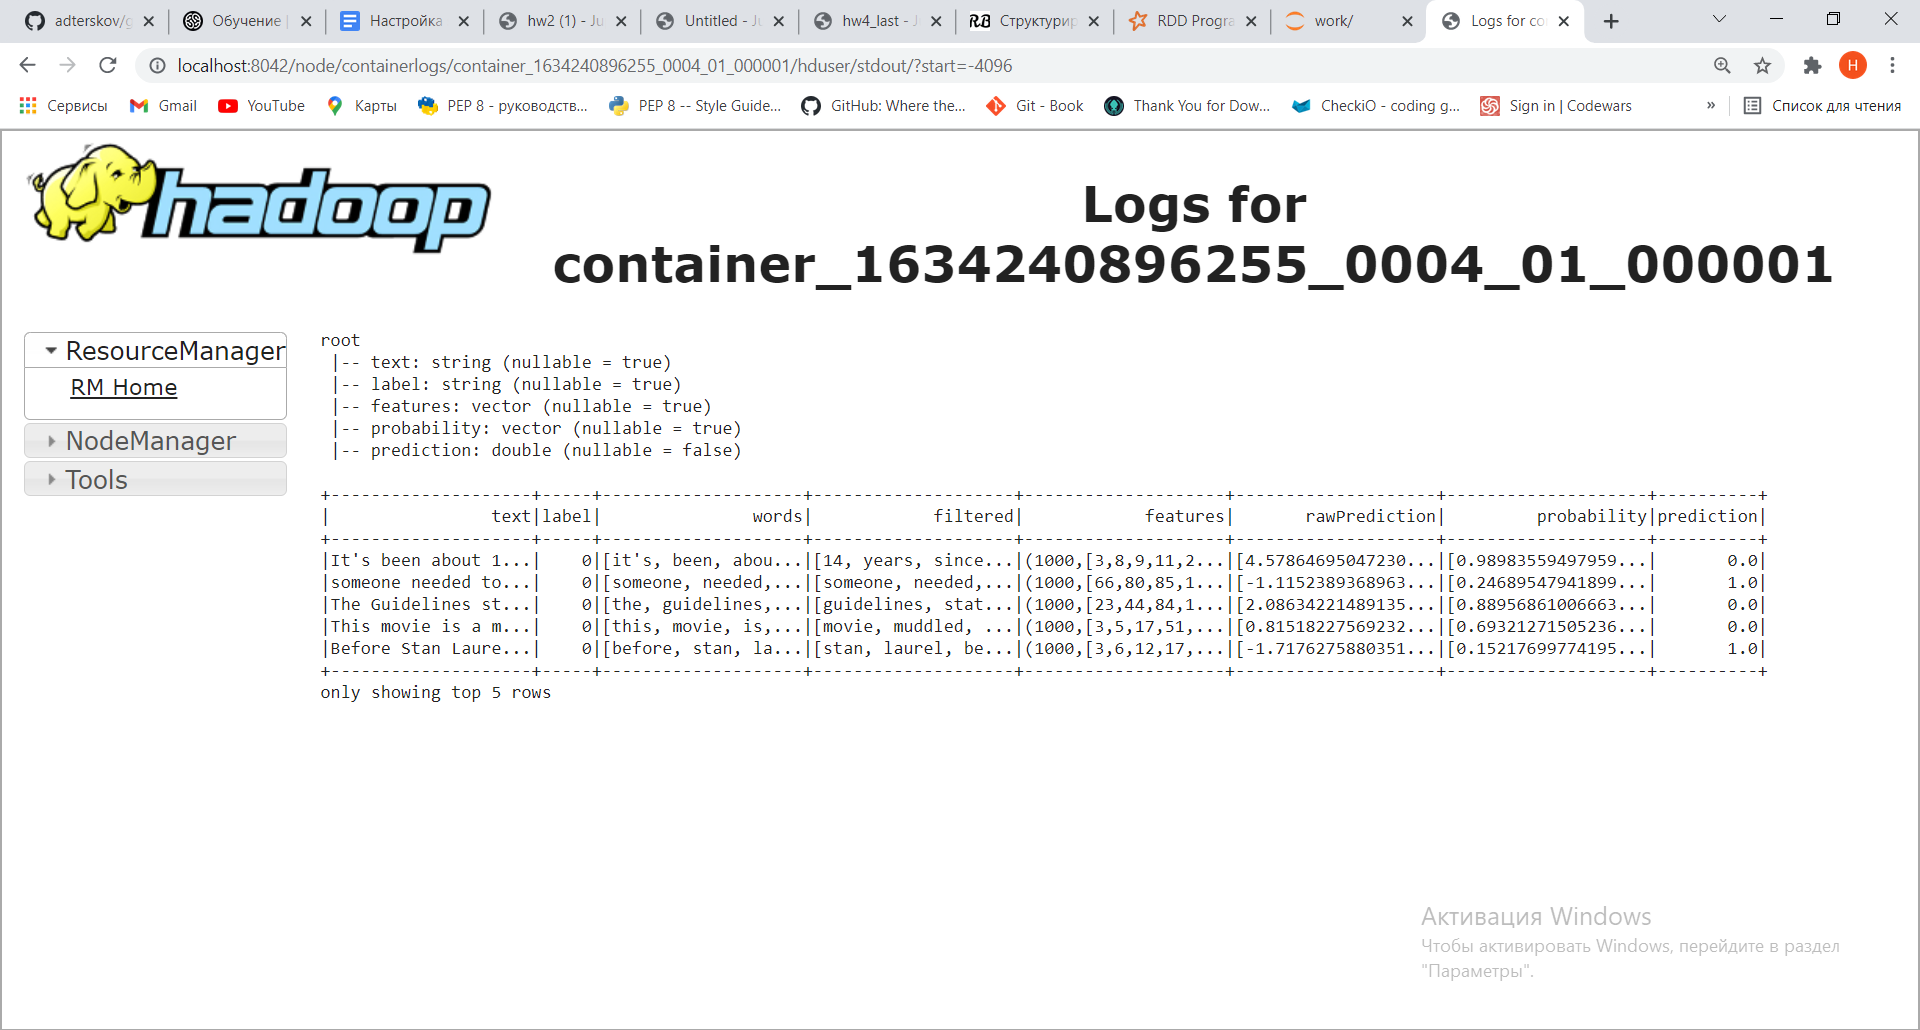 adterskov/g
Обучение |
Настройка
hw2 (1) - Ju
Untitled - Ju
hw4_last - J
RB Структурир
RDD Progra
work/
Logs for co
localhost:8042/node/containerlogs/container_1634240896255_0004_01_000001/hduser/stdout/?start=-4096
H
Сервисы
Gmail
YouTube
Карты
PEP 8 - руководств...
PEP 8 -- Style Guide...
GitHub: Where the...
Git - Book
Thank You for Dow...
CheckiO - coding g...
Sign in | Codewars
»
Список для чтения
hadoop
Logs for
container_1634240896255_0004_01_000001
ResourceManager
RM Home
NodeManager
Tools
root
 |-- text: string (nullable = true)
 |-- label: string (nullable = true)
 |-- features: vector (nullable = true)
 |-- probability: vector (nullable = true)
 |-- prediction: double (nullable = false)
+--------------------+-----+--------------------+--------------------+--------------------+--------------------+--------------------+----------+
|                text|label|               words|            filtered|            features|       rawPrediction|         probability|prediction|
+--------------------+-----+--------------------+--------------------+--------------------+--------------------+--------------------+----------+
|It's been about 1...|    0|[it's, been, abou...|[14, years, since...|(1000,[3,8,9,11,2...|[4.57864695047230...|[0.98983559497959...|       0.0|
|someone needed to...|    0|[someone, needed,...|[someone, needed,...|(1000,[66,80,85,1...|[-1.1152389368963...|[0.24689547941899...|       1.0|
|The Guidelines st...|    0|[the, guidelines,...|[guidelines, stat...|(1000,[23,44,84,1...|[2.08634221489135...|[0.88956861006663...|       0.0|
|This movie is a m...|    0|[this, movie, is,...|[movie, muddled, ...|(1000,[3,5,17,51,...|[0.81518227569232...|[0.69321271505236...|       0.0|
|Before Stan Laure...|    0|[before, stan, la...|[stan, laurel, be...|(1000,[3,6,12,17,...|[-1.7176275880351...|[0.15217699774195...|       1.0|
+--------------------+-----+--------------------+--------------------+--------------------+--------------------+--------------------+----------+
only showing top 5 rows
Активация Windows
Чтобы активировать Windows, перейдите в раздел
"Параметры".